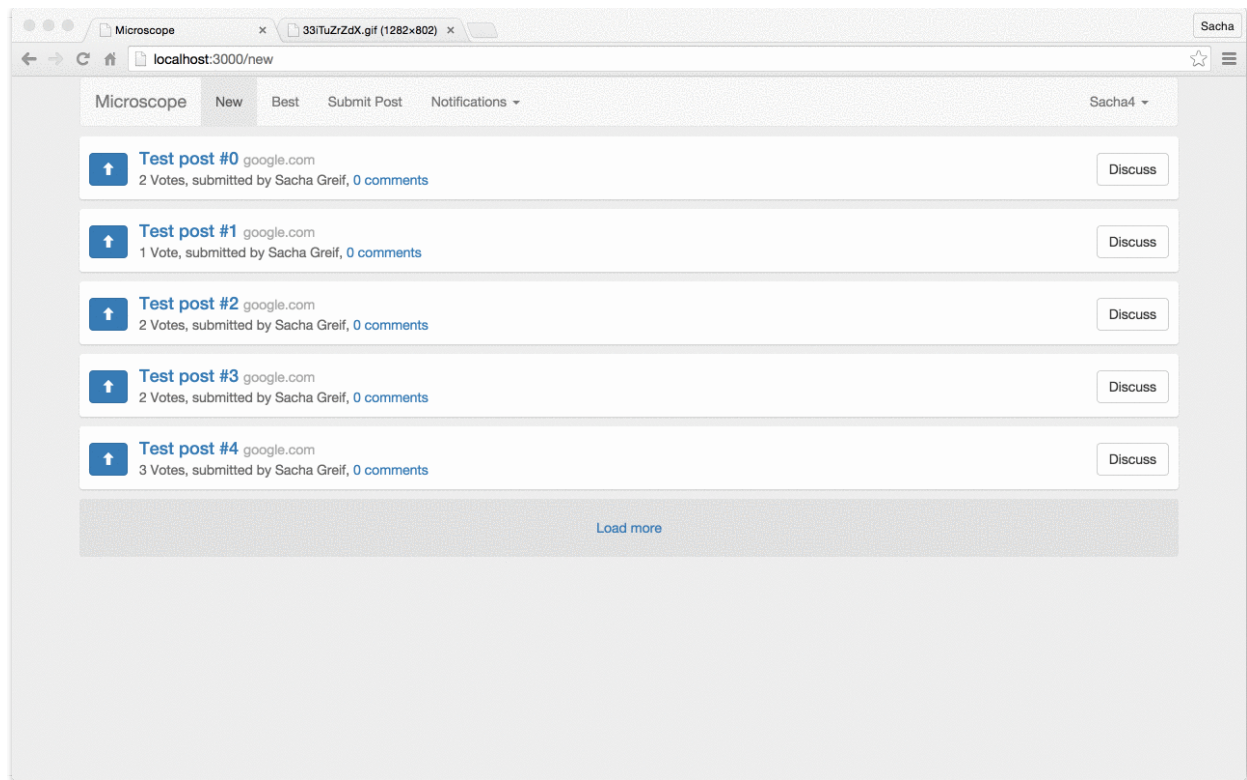 Microscope 33iTuZrZdX.gif (1282×802) Sacha
localhost:3000/new
Microscope New Best Submit Post Notifications Sacha4
Test post #0 google.com
2 Votes, submitted by Sacha Greif, 0 comments
Discuss
Test post #1 google.com
1 Vote, submitted by Sacha Greif, 0 comments
Discuss
Test post #2 google.com
2 Votes, submitted by Sacha Greif, 0 comments
Discuss
Test post #3 google.com
2 Votes, submitted by Sacha Greif, 0 comments
Discuss
Test post #4 google.com
3 Votes, submitted by Sacha Greif, 0 comments
Discuss
Load more